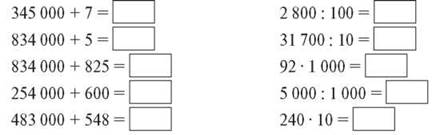 345 000 + 7 =
834 000 + 5 =
834 000 + 825 =
254 000 + 600 =
483 000 + 548 =
2 800 : 100 =
31 700 : 10 =
92 · 1 000 =
5 000 : 1 000 =
240 · 10 =